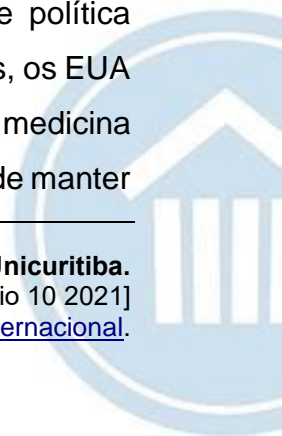 e política
s, os EUA
medicina
de manter
Unicuritiba.
io 10 2021]
ernacional.